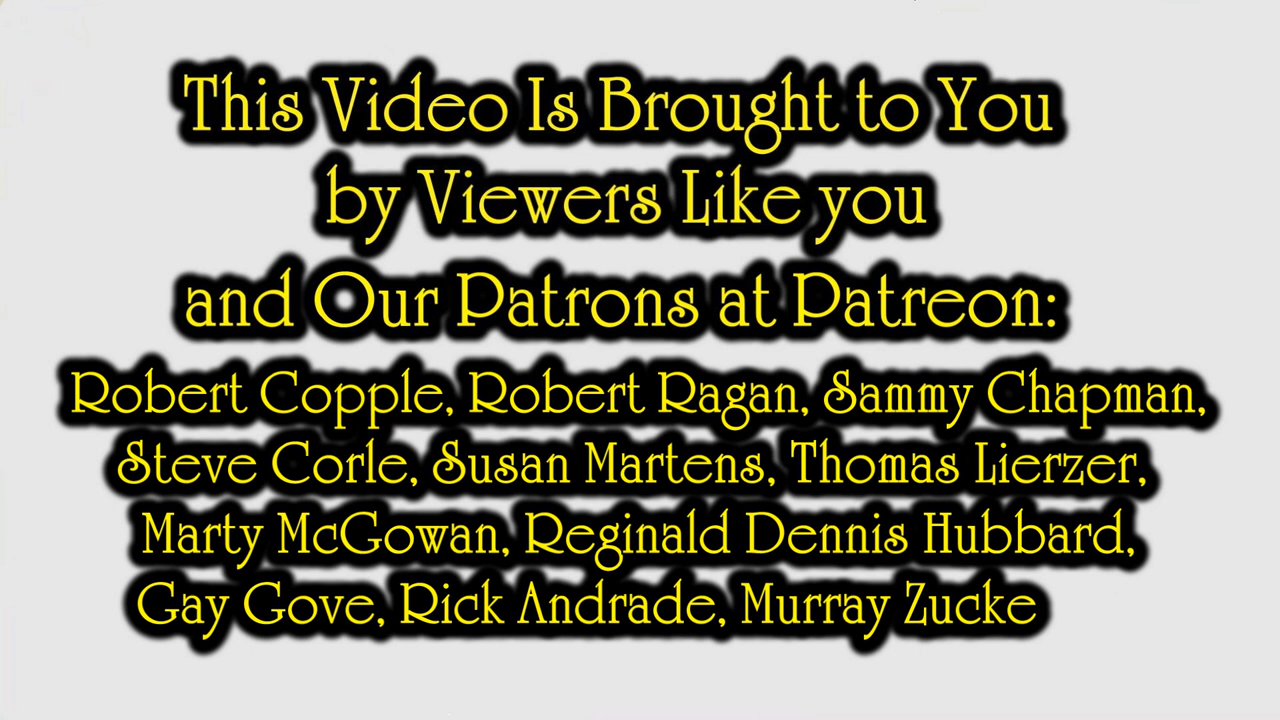 This Video Is Brought to You
by Viewers Like you
and Our Patrons at Patreon:
Robert Copple, Robert Ragan, Sammy Chapman,
Steve Corle, Susan Martens, Thomas Lierzer,
Marty McGowan, Reginald Dennis Hubbard,
Gay Gove, Rick Andrade, Murray Zucke